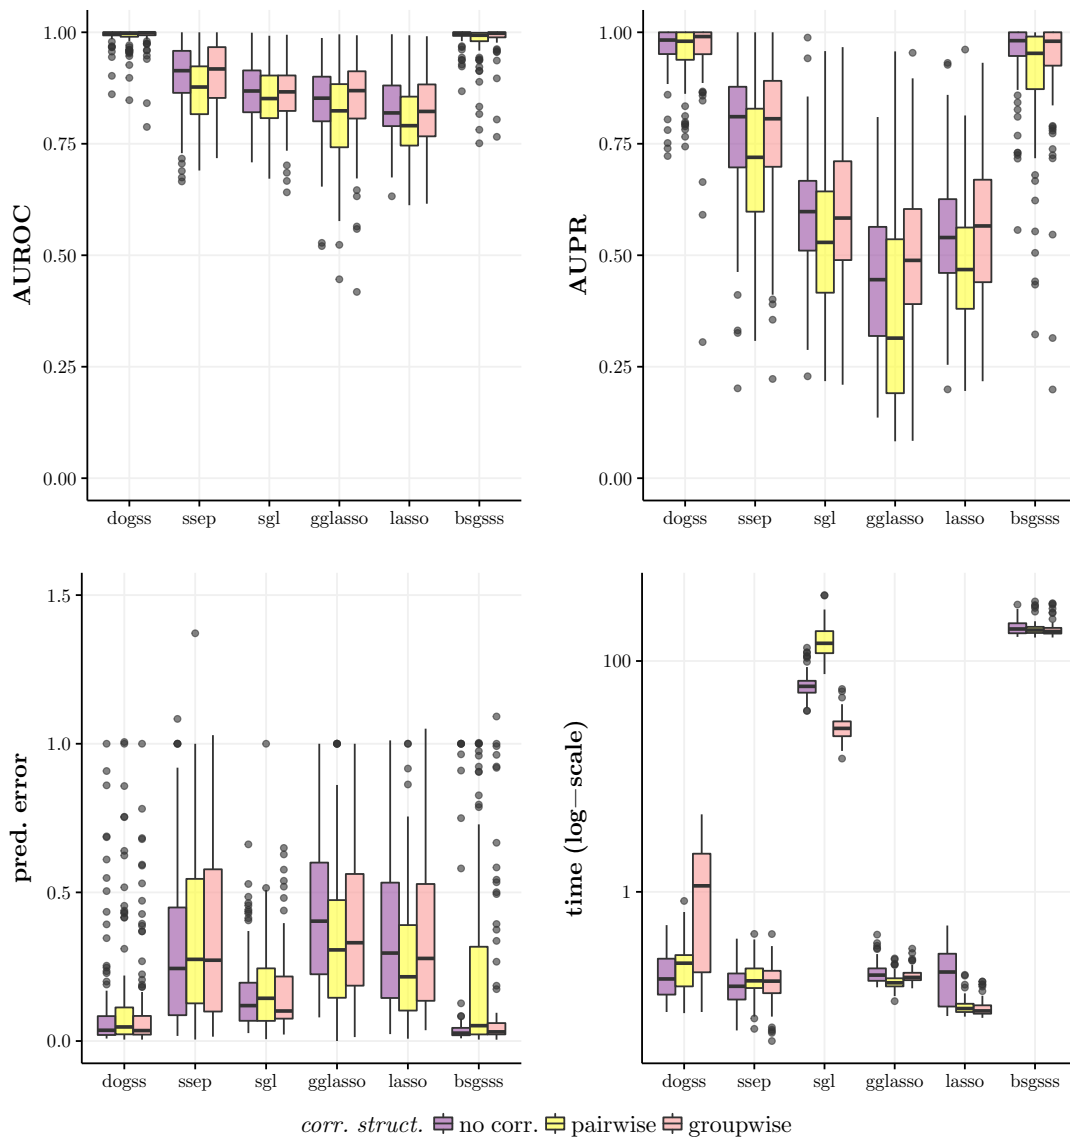 AUROC
1.00
0.75
0.50
0.25
0.00
dogss ssep sgl gglasso lasso bsgsss
AUPR
1.00
0.75
0.50
0.25
0.00
dogss ssep sgl gglasso lasso bsgsss
pred. error
1.5
1.0
0.5
0.0
dogss ssep sgl gglasso lasso bsgsss
time (log−scale)
100
1
dogss ssep sgl gglasso lasso bsgsss
corr. struct. no corr. pairwise groupwise